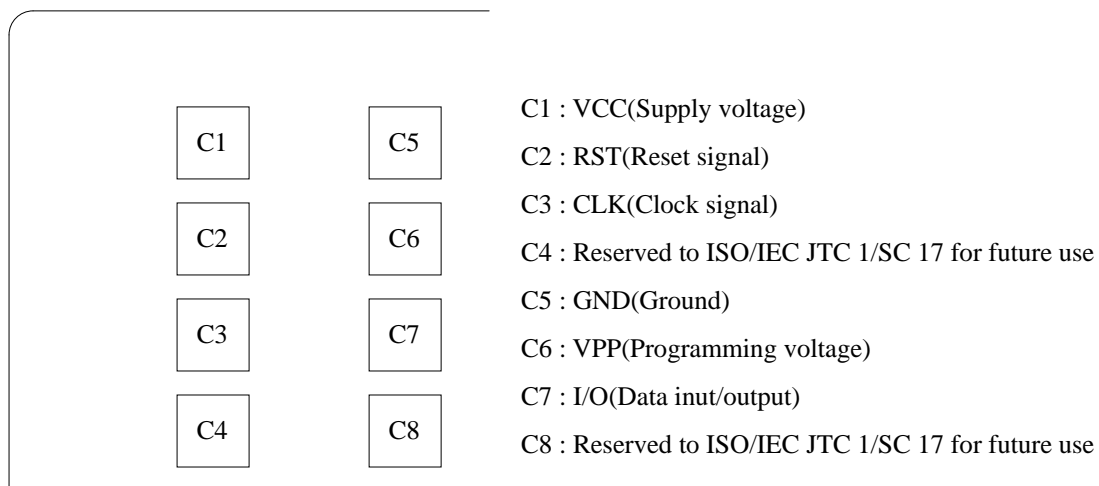 C1
C5
C2
C6
C3
C7
C4
C8
C1 : VCC(Supply voltage)
C2 : RST(Reset signal)
C3 : CLK(Clock signal)
C4 : Reserved to ISO/IEC JTC 1/SC 17 for future use
C5 : GND(Ground)
C6 : VPP(Programming voltage)
C7 : I/O(Data inut/output)
C8 : Reserved to ISO/IEC JTC 1/SC 17 for future use